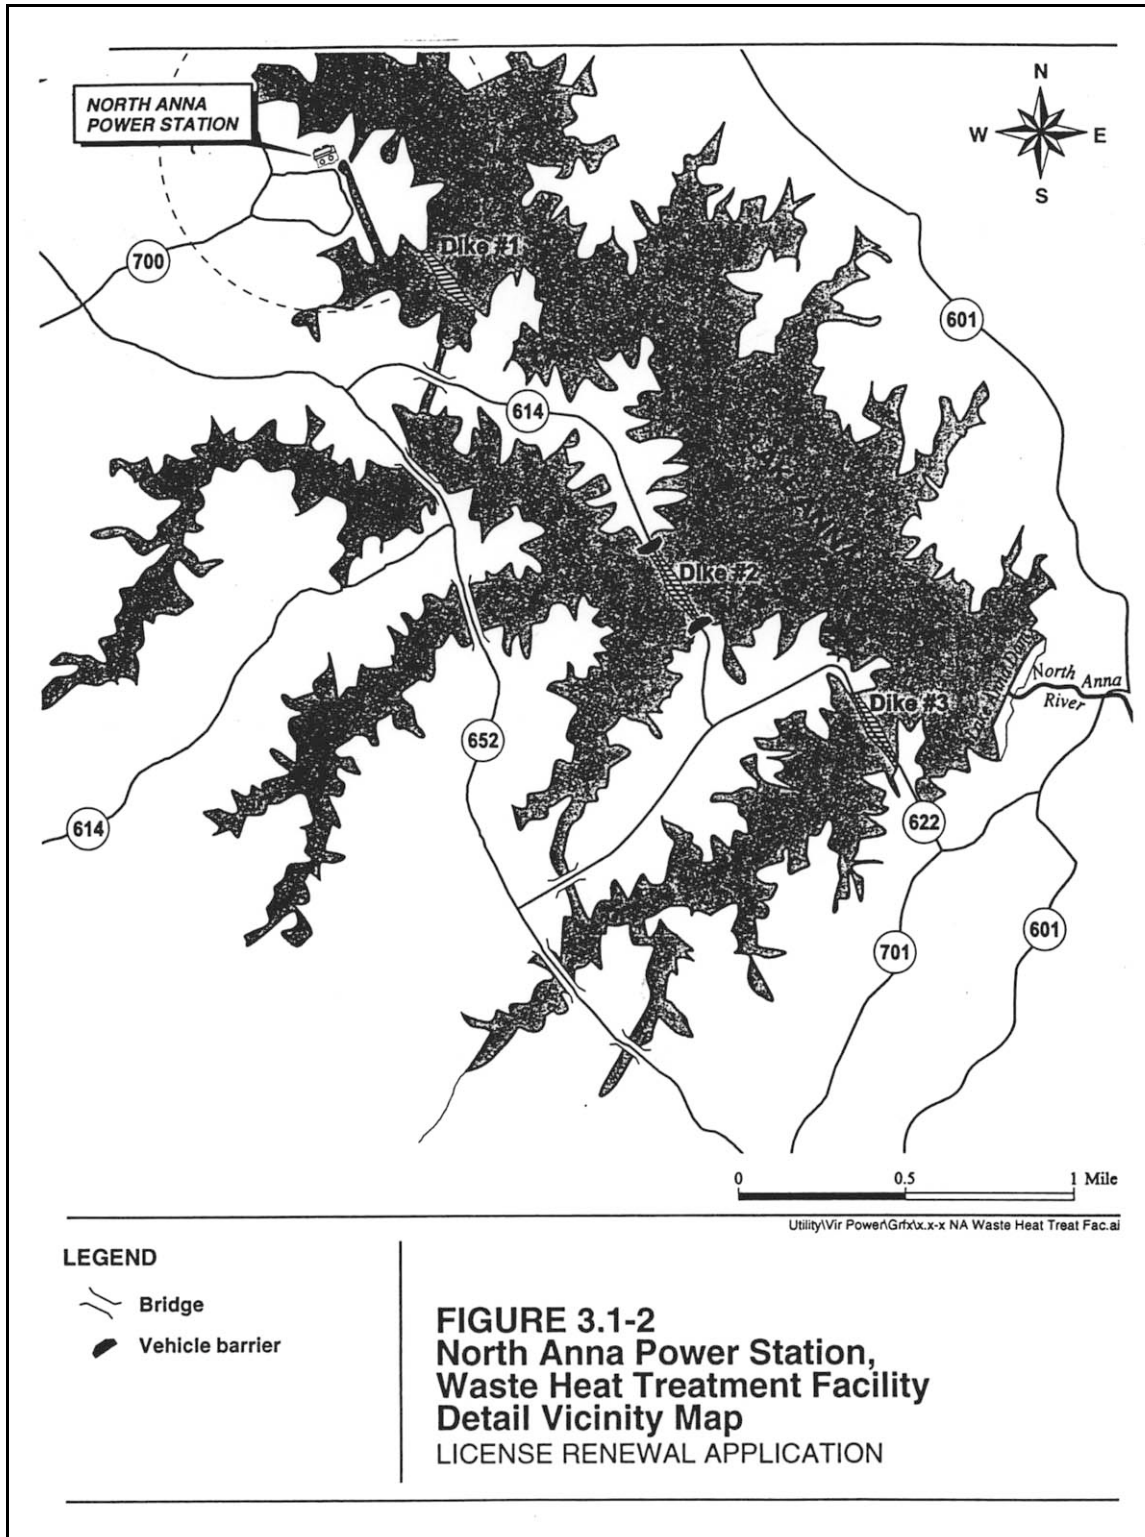 NORTH ANNA
POWER STATION
N
W
E
S
700
Dike #1
601
614
LAKE ANNA
Dike #2
Lake Anna Dam
North Anna
River
Dike #3
652
614
622
701
601
0
0.5
1 Mile
Utility\Vir Power\Grfx\x.x-x NA Waste Heat Treat Fac.ai
LEGEND
Bridge
Vehicle barrier
FIGURE 3.1-2
North Anna Power Station,
Waste Heat Treatment Facility
Detail Vicinity Map
LICENSE RENEWAL APPLICATION